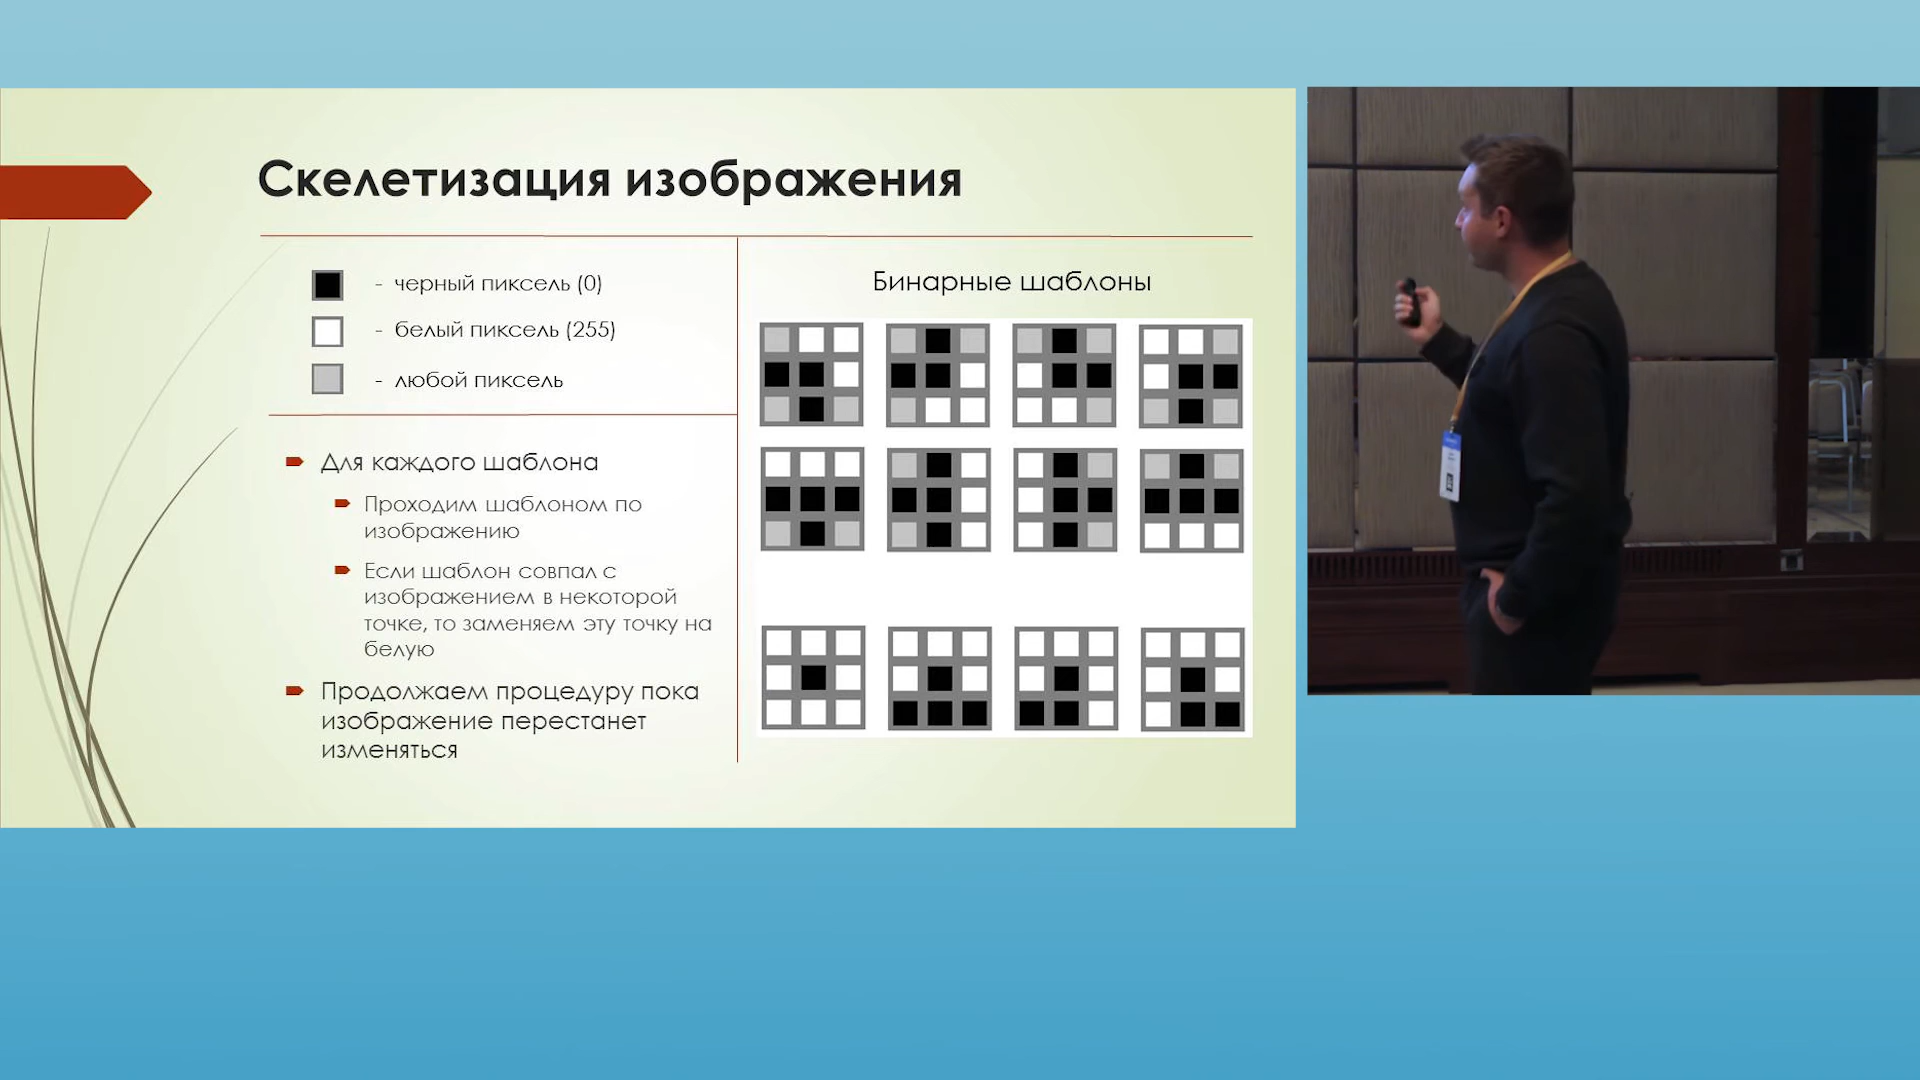 Скелетизация изображения
- черный пиксель (0)
- белый пиксель (255)
- любой пиксель
Для каждого шаблона
Проходим шаблоном по
изображению
Если шаблон совпал с
изображением в некоторой
точке, то заменяем эту точку на
белую
Продолжаем процедуру пока
изображение перестанет
изменяться
Бинарные шаблоны